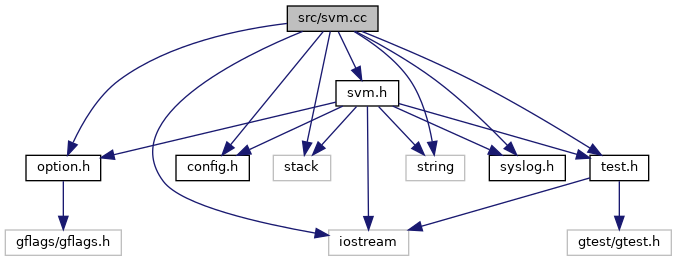 src/svm.cc
svm.h
option.h
config.h
stack
string
syslog.h
test.h
gflags/gflags.h
iostream
gtest/gtest.h